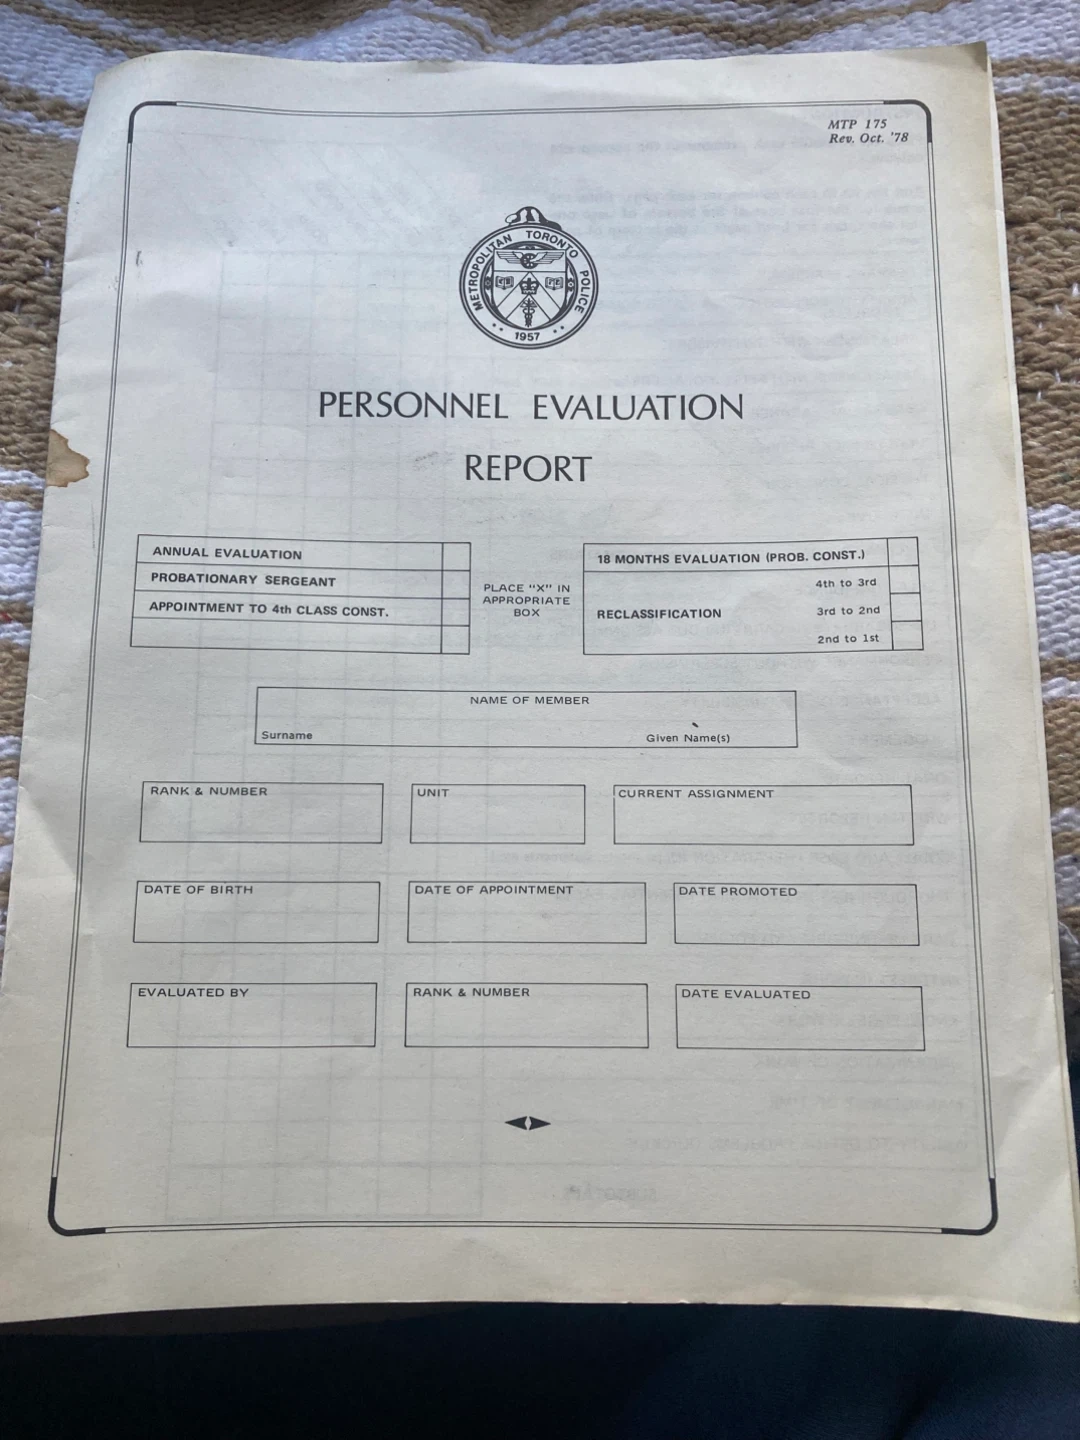 MTP 175
Rev. Oct. '78
METROPOLITAN TORONTO POLICE
1957
PERSONNEL EVALUATION
REPORT
ANNUAL EVALUATION
PROBATIONARY SERGEANT
APPOINTMENT TO 4th CLASS CONST.
PLACE "X" IN
APPROPRIATE
BOX
18 MONTHS EVALUATION (PROB. CONST.)
4th to 3rd
RECLASSIFICATION 3rd to 2nd
2nd to 1st
NAME OF MEMBER
Surname Given Name(s)
RANK & NUMBER UNIT CURRENT ASSIGNMENT
DATE OF BIRTH DATE OF APPOINTMENT DATE PROMOTED
EVALUATED BY RANK & NUMBER DATE EVALUATED